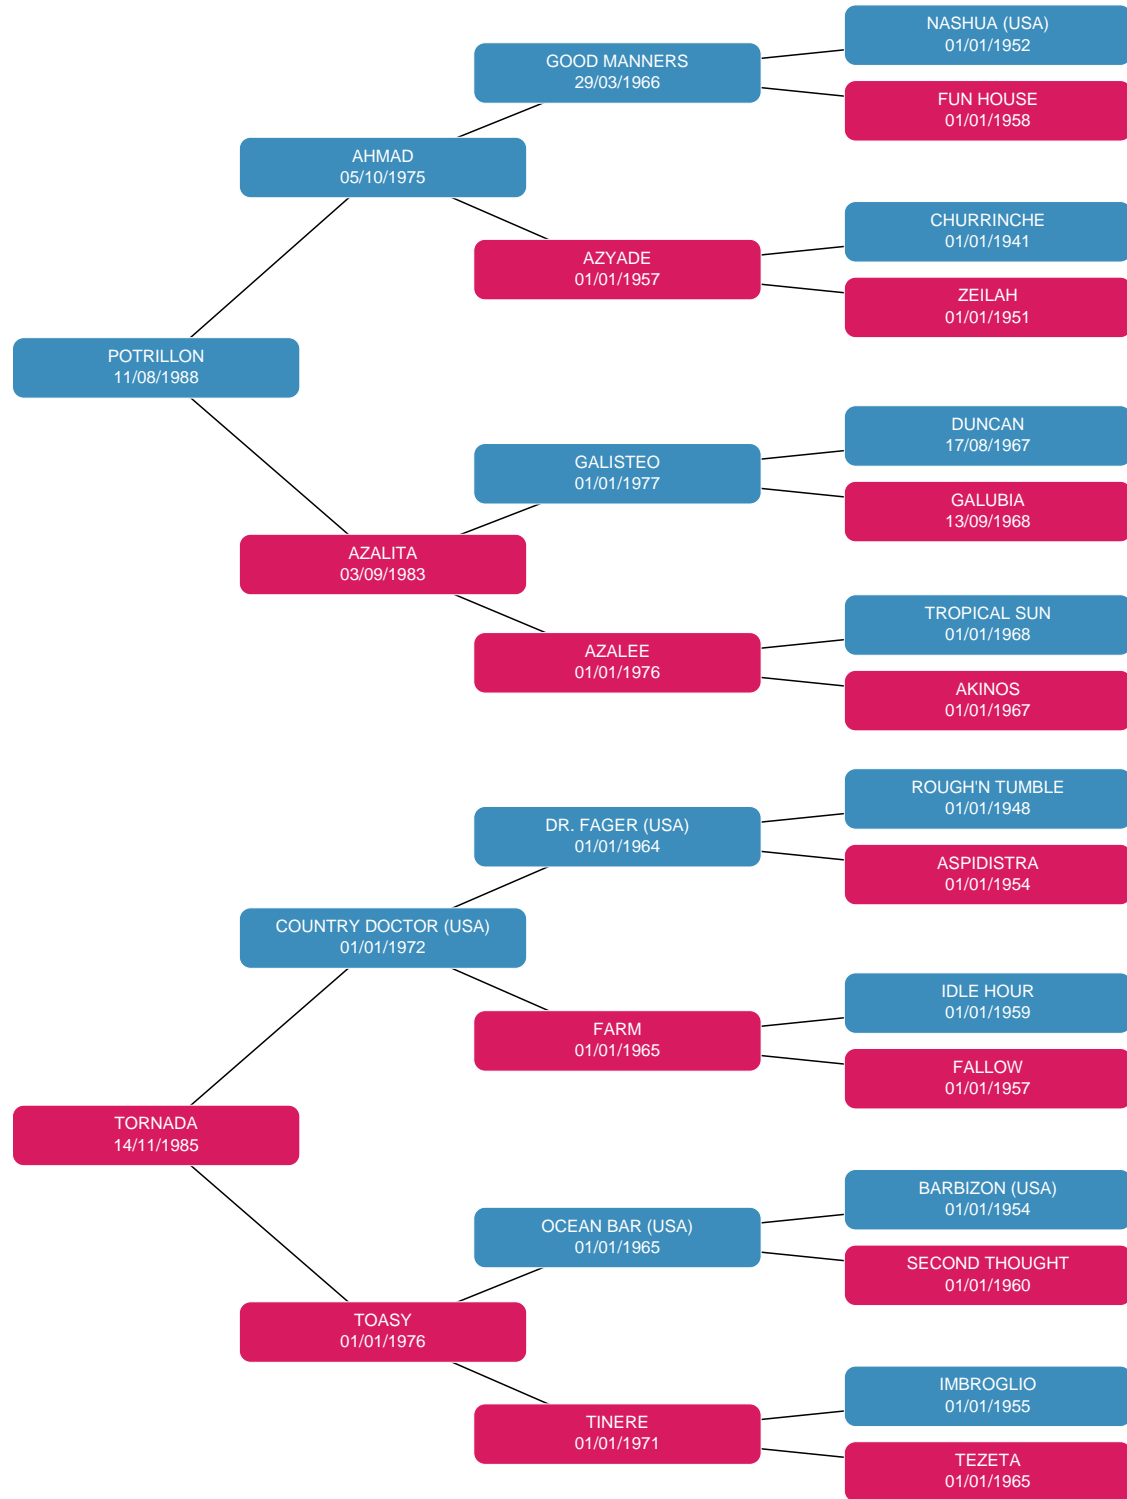 NASHUA (USA)
01/01/1952
GOOD MANNERS
29/03/1966
FUN HOUSE
01/01/1958
AHMAD
05/10/1975
CHURRINCHE
01/01/1941
AZYADE
01/01/1957
ZEILAH
01/01/1951
POTRILLON
11/08/1988
DUNCAN
17/08/1967
GALISTEO
01/01/1977
GALUBIA
13/09/1968
AZALITA
03/09/1983
TROPICAL SUN
01/01/1968
AZALEE
01/01/1976
AKINOS
01/01/1967
ROUGH'N TUMBLE
01/01/1948
DR. FAGER (USA)
01/01/1964
ASPIDISTRA
01/01/1954
COUNTRY DOCTOR (USA)
01/01/1972
IDLE HOUR
01/01/1959
FARM
01/01/1965
FALLOW
01/01/1957
TORNADA
14/11/1985
BARBIZON (USA)
01/01/1954
OCEAN BAR (USA)
01/01/1965
SECOND THOUGHT
01/01/1960
TOASY
01/01/1976
IMBROGLIO
01/01/1955
TINERE
01/01/1971
TEZETA
01/01/1965